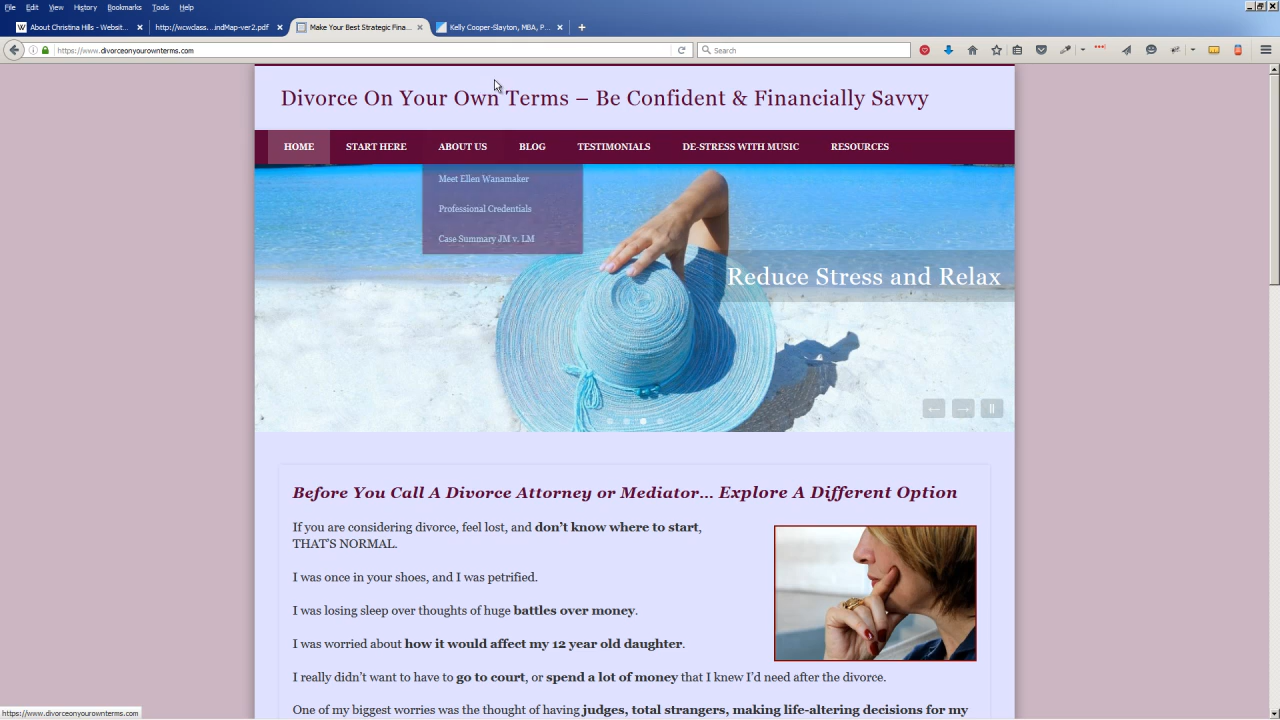 File Edit View History Bookmarks Tools Help
About Christina Hills - Websit...
http://wcwclass....indMap-ver2.pdf
Make Your Best Strategic Fina...
Kelly Cooper-Slayton, MBA, P...
https://www.divorceonyourownterms.com
Search
Divorce On Your Own Terms – Be Confident & Financially Savvy
HOME START HERE ABOUT US BLOG TESTIMONIALS DE-STRESS WITH MUSIC RESOURCES
Meet Ellen Wanamaker
Professional Credentials
Case Summary JM v. LM
Reduce Stress and Relax
Before You Call A Divorce Attorney or Mediator... Explore A Different Option
If you are considering divorce, feel lost, and don't know where to start,
THAT'S NORMAL.
I was once in your shoes, and I was petrified.
I was losing sleep over thoughts of huge battles over money.
I was worried about how it would affect my 12 year old daughter.
I really didn't want to have to go to court, or spend a lot of money that I knew I'd need after the divorce.
One of my biggest worries was the thought of having judges, total strangers, making life-altering decisions for my
https://www.divorceonyourownterms.com